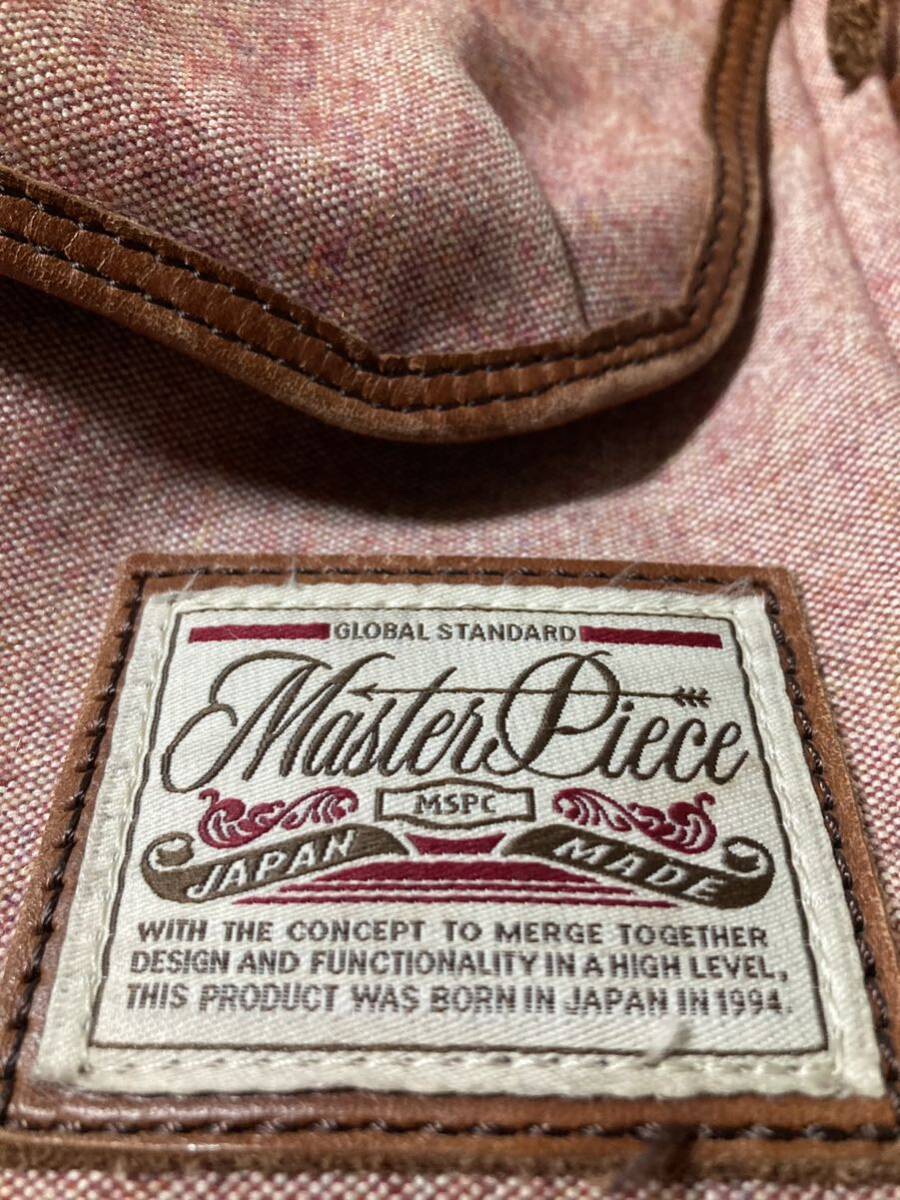 GLOBAL STANDARD
MasterPiece
MSPC
JAPAN MADE
WITH THE CONCEPT TO MERGE TOGETHER
DESIGN AND FUNCTIONALITY IN A HIGH LEVEL,
THIS PRODUCT WAS BORN IN JAPAN IN 1994.